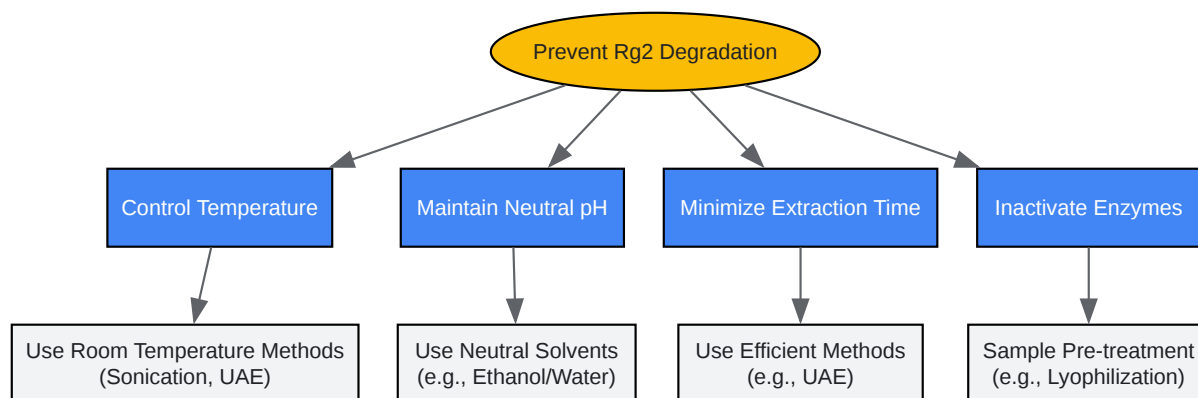 Prevent Rg2 Degradation
Control Temperature
Maintain Neutral pH
Minimize Extraction Time
Inactivate Enzymes
Use Room Temperature Methods
(Sonication, UAE)
Use Neutral Solvents
(e.g., Ethanol/Water)
Use Efficient Methods
(e.g., UAE)
Sample Pre-treatment
(e.g., Lyophilization)